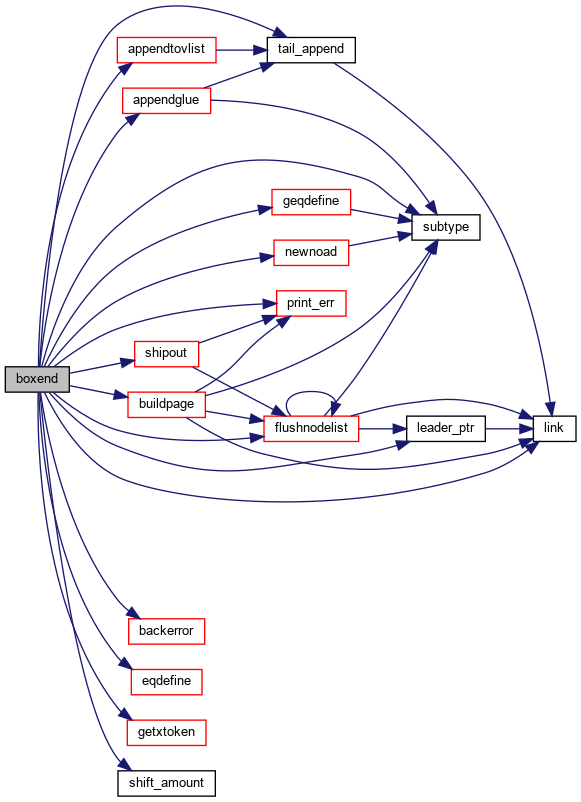 appendtovlist
tail_append
appendglue
geqdefine
subtype
newnoad
print_err
shipout
boxend
buildpage
flushnodelist
leader_ptr
link
backerror
eqdefine
getxtoken
shift_amount